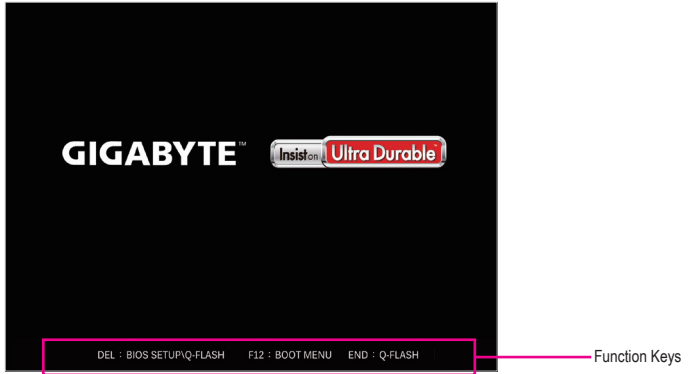 GIGABYTE™ Insist on Ultra Durable™
DEL : BIOS SETUP\Q-FLASH F12 : BOOT MENU END : Q-FLASH
Function Keys